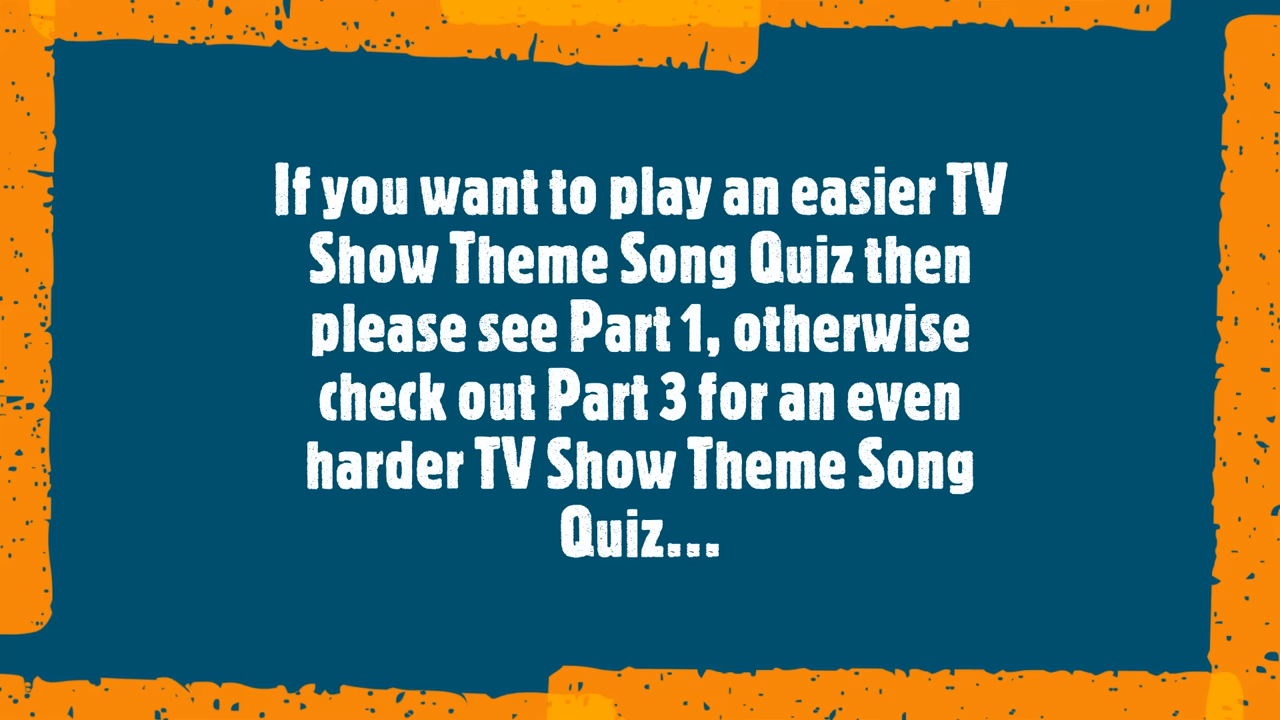 If you want to play an easier TV
Show Theme Song Quiz then
please see Part 1, otherwise
check out Part 3 for an even
harder TV Show Theme Song
Quiz...